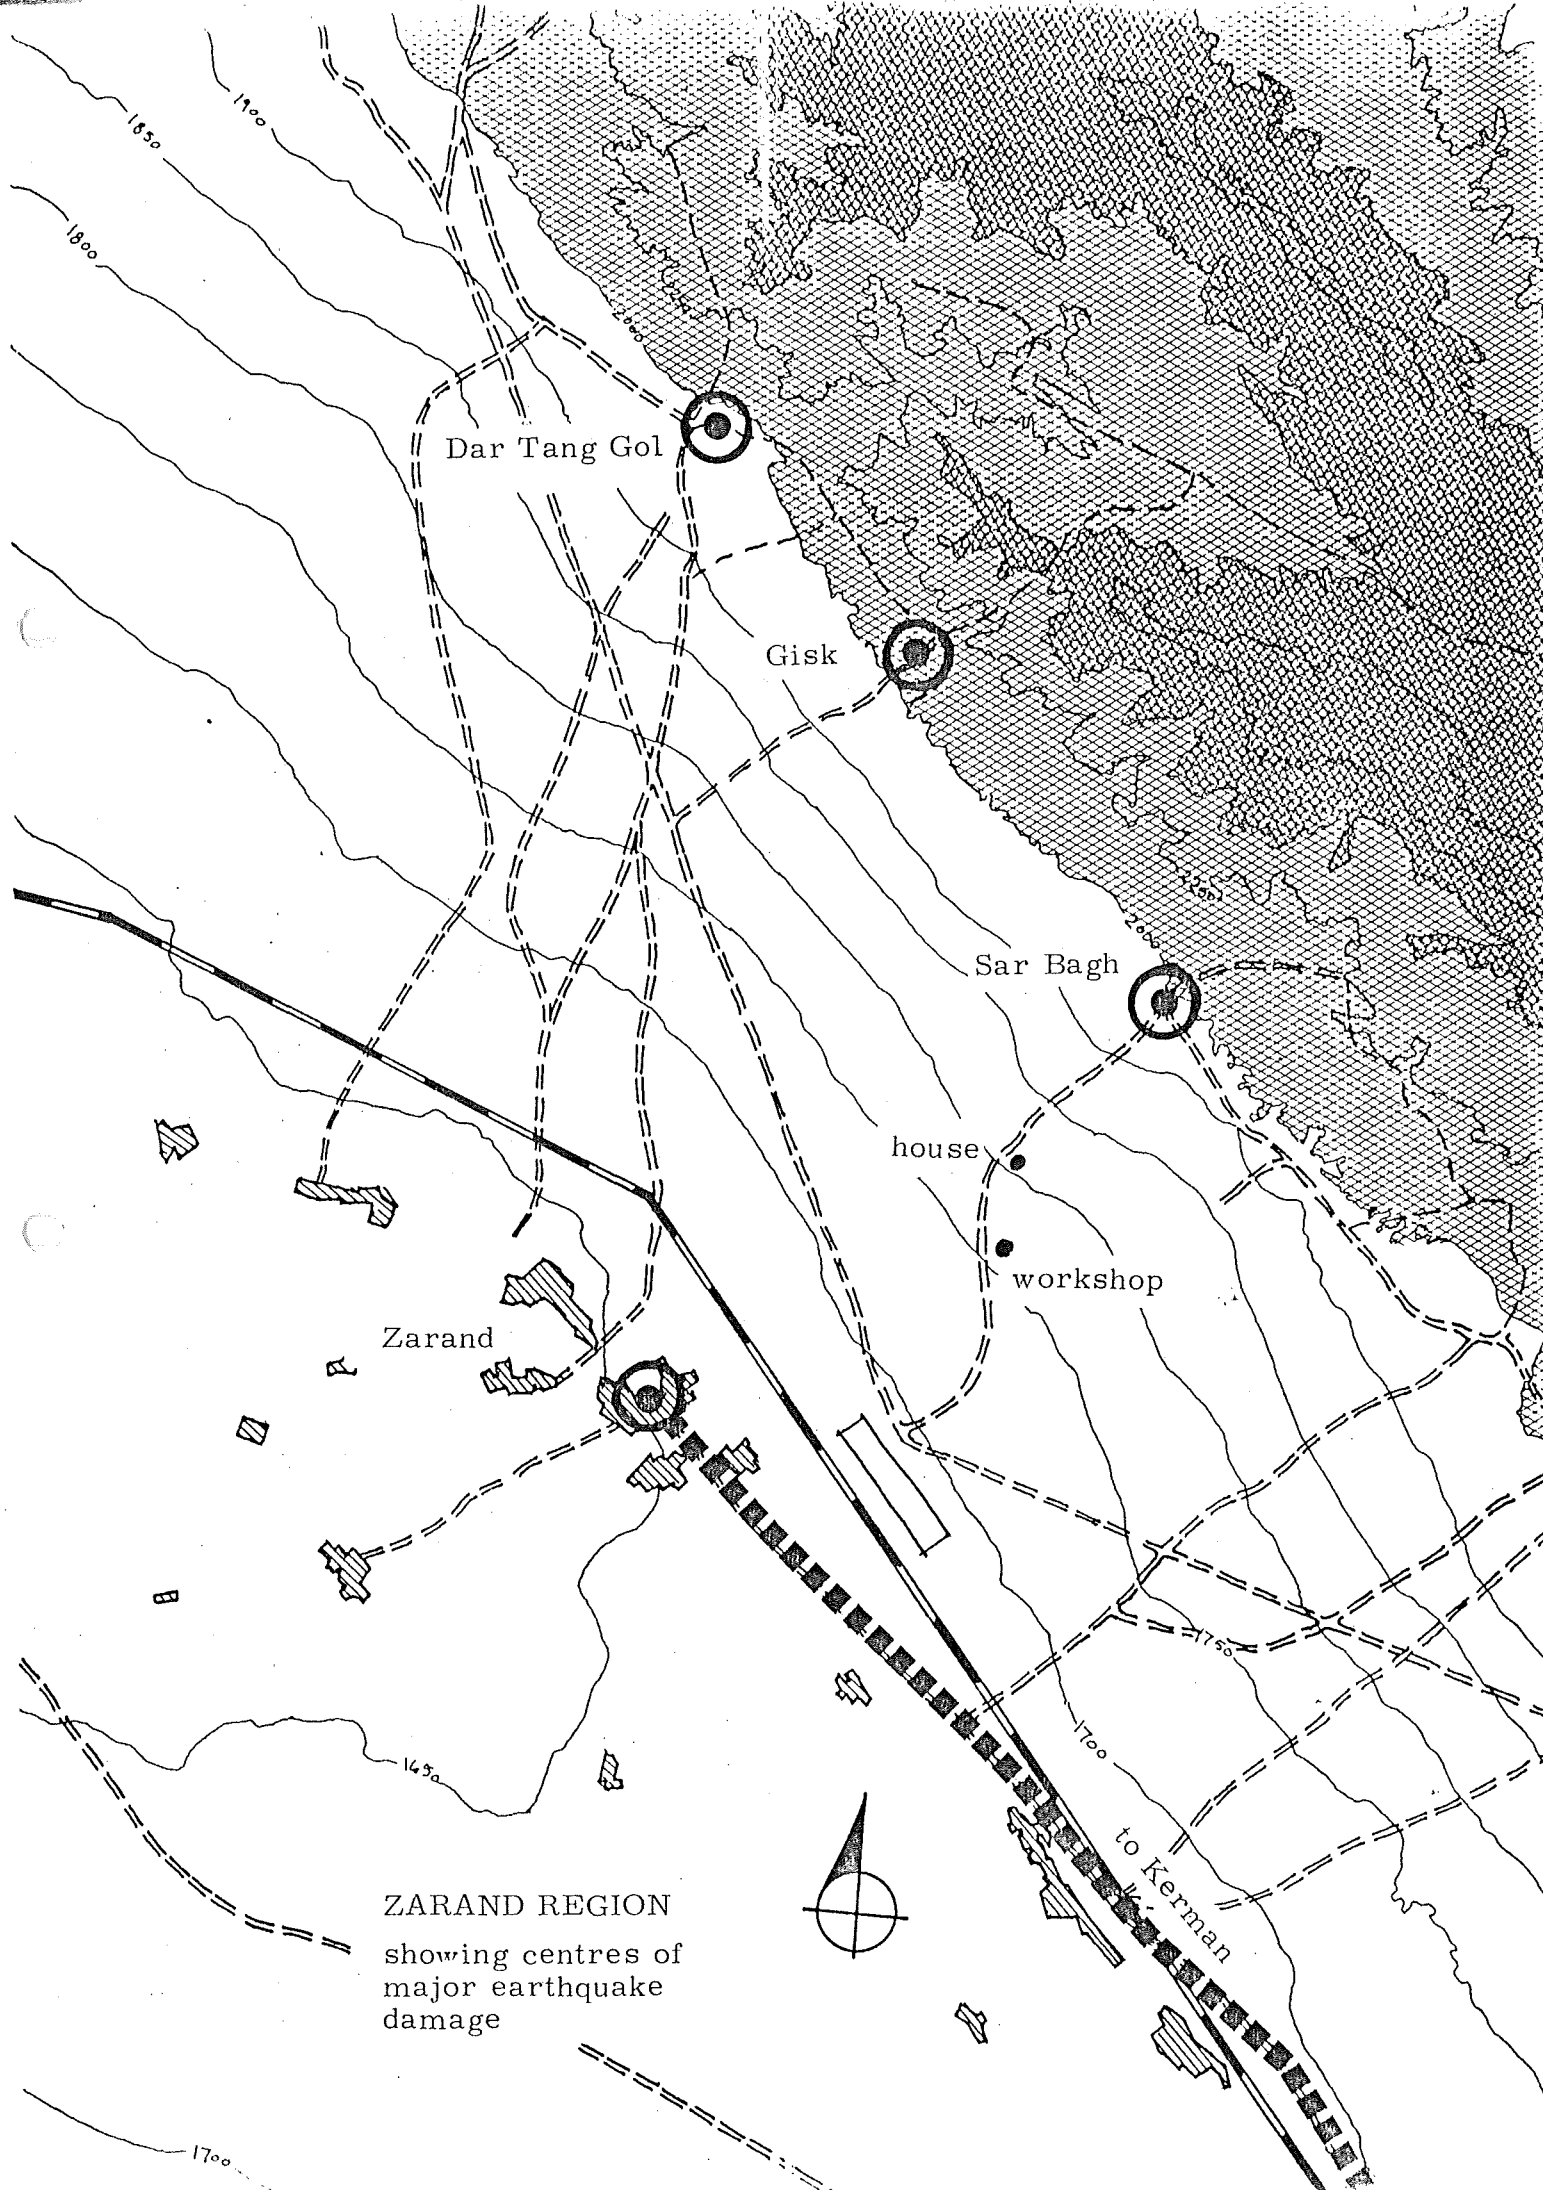 1900
1850
1800
Dar Tang Gol
Gisk
2000
Sar Bagh
house
workshop
Zarand
1750
1700
1650
to Kerman
ZARAND REGION
showing centres of
major earthquake
damage
1700